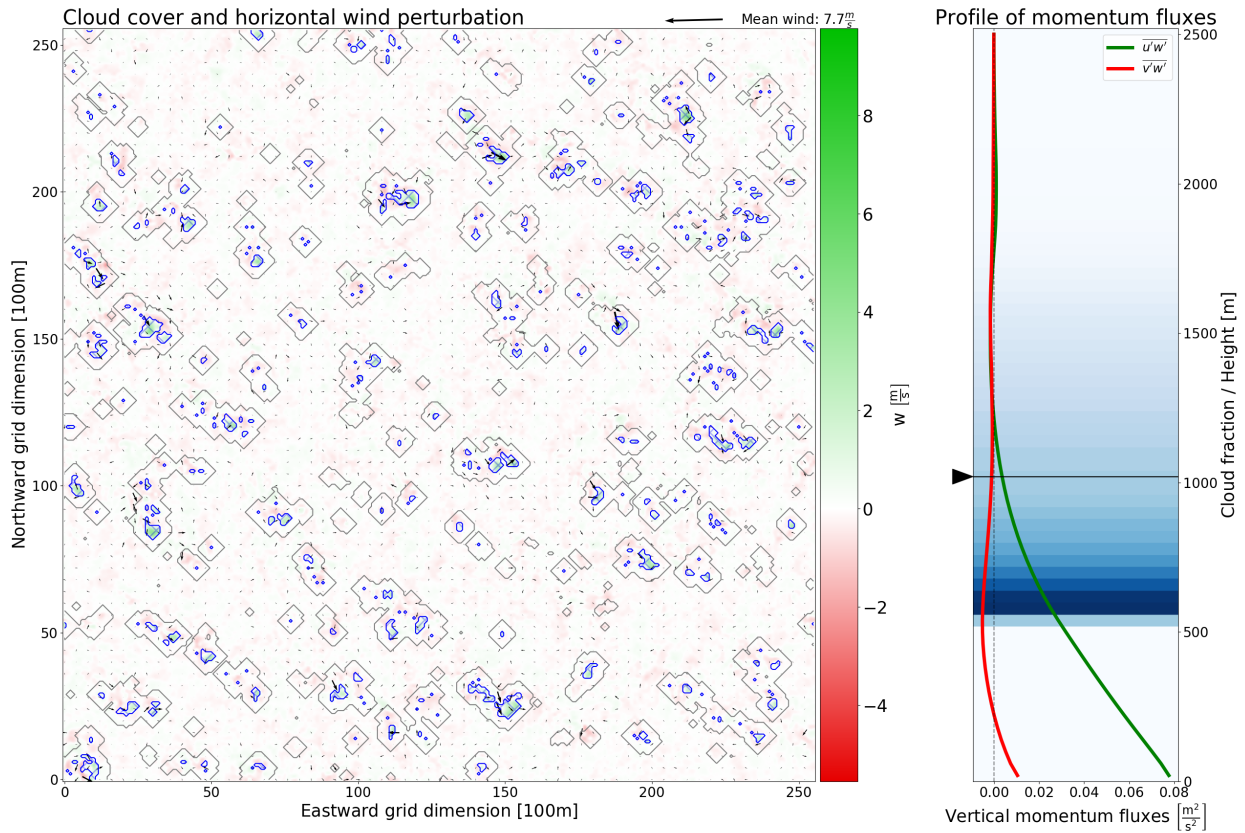 Cloud cover and horizontal wind perturbation
Mean wind: 7.7 m/s
Profile of momentum fluxes
250
200
150
100
50
0
0 50 100 150 200 250
Northward grid dimension [100m]
Eastward grid dimension [100m]
8
6
4
2
0
−2
−4
w [m/s]
u'w'
v'w'
2500
2000
1500
1000
500
0
0.00 0.02 0.04 0.06 0.08
Cloud fraction / Height [m]
Vertical momentum fluxes [m²/s²]